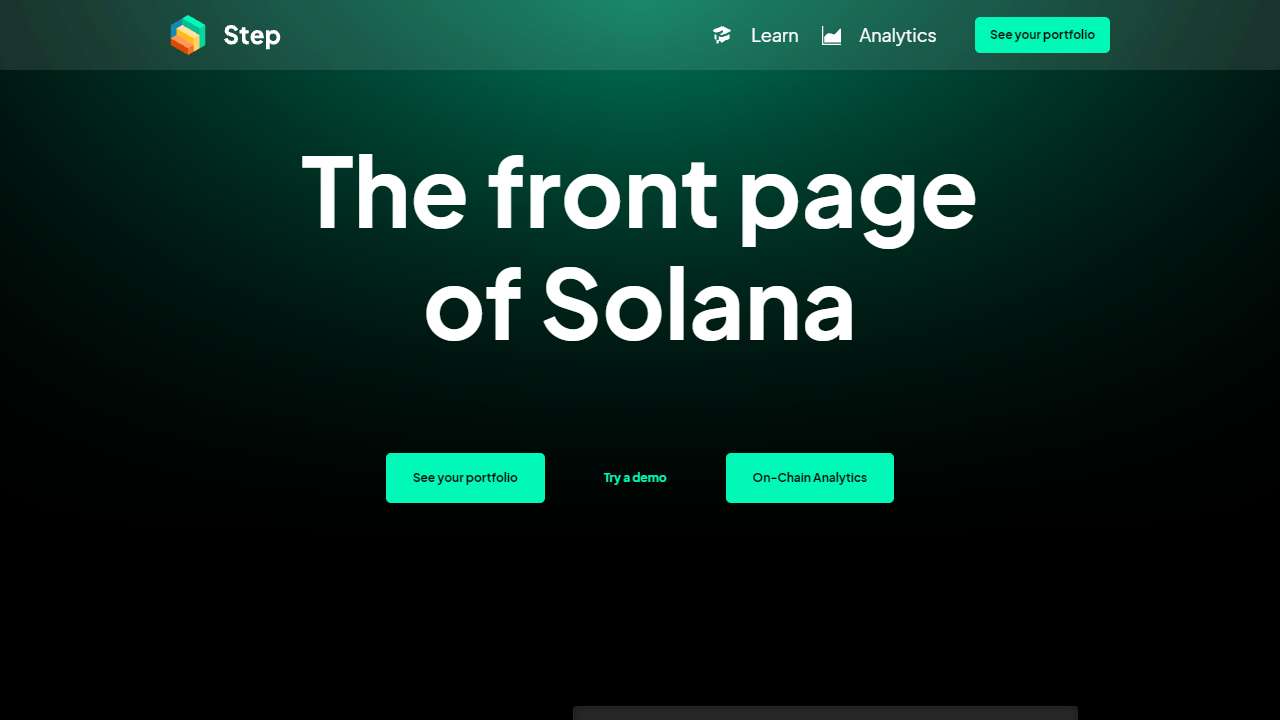 Step
Learn
Analytics
See your portfolio
The front page
of Solana
See your portfolio
Try a demo
On-Chain Analytics